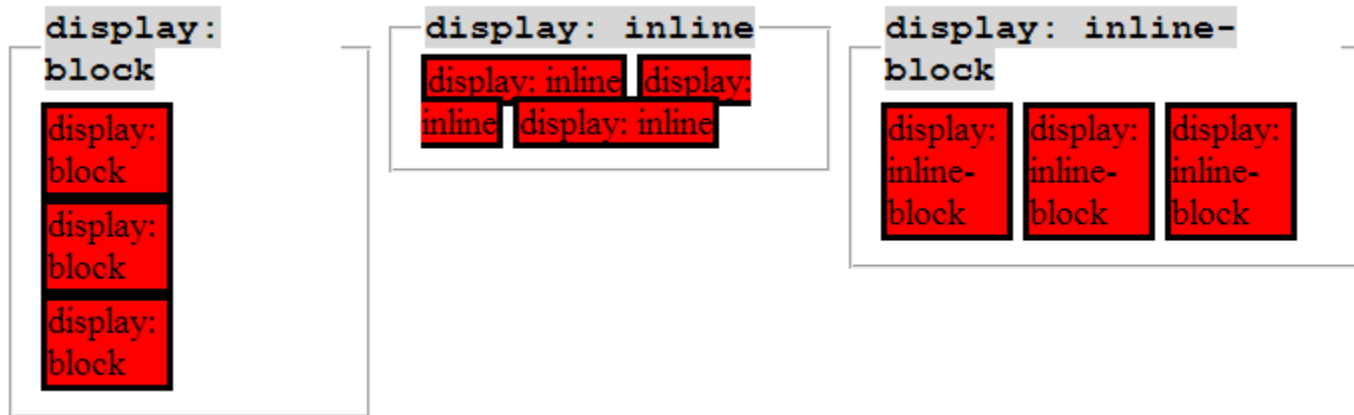 display:
block
display:
block
display:
block
display:
block
display: inline
display: inline display:
inline display: inline
display: inline-
block
display: display: display:
inline- inline- inline-
block block block